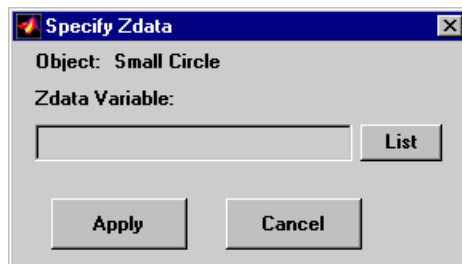 Specify Zdata
Object: Small Circle
Zdata Variable:
List
Apply Cancel